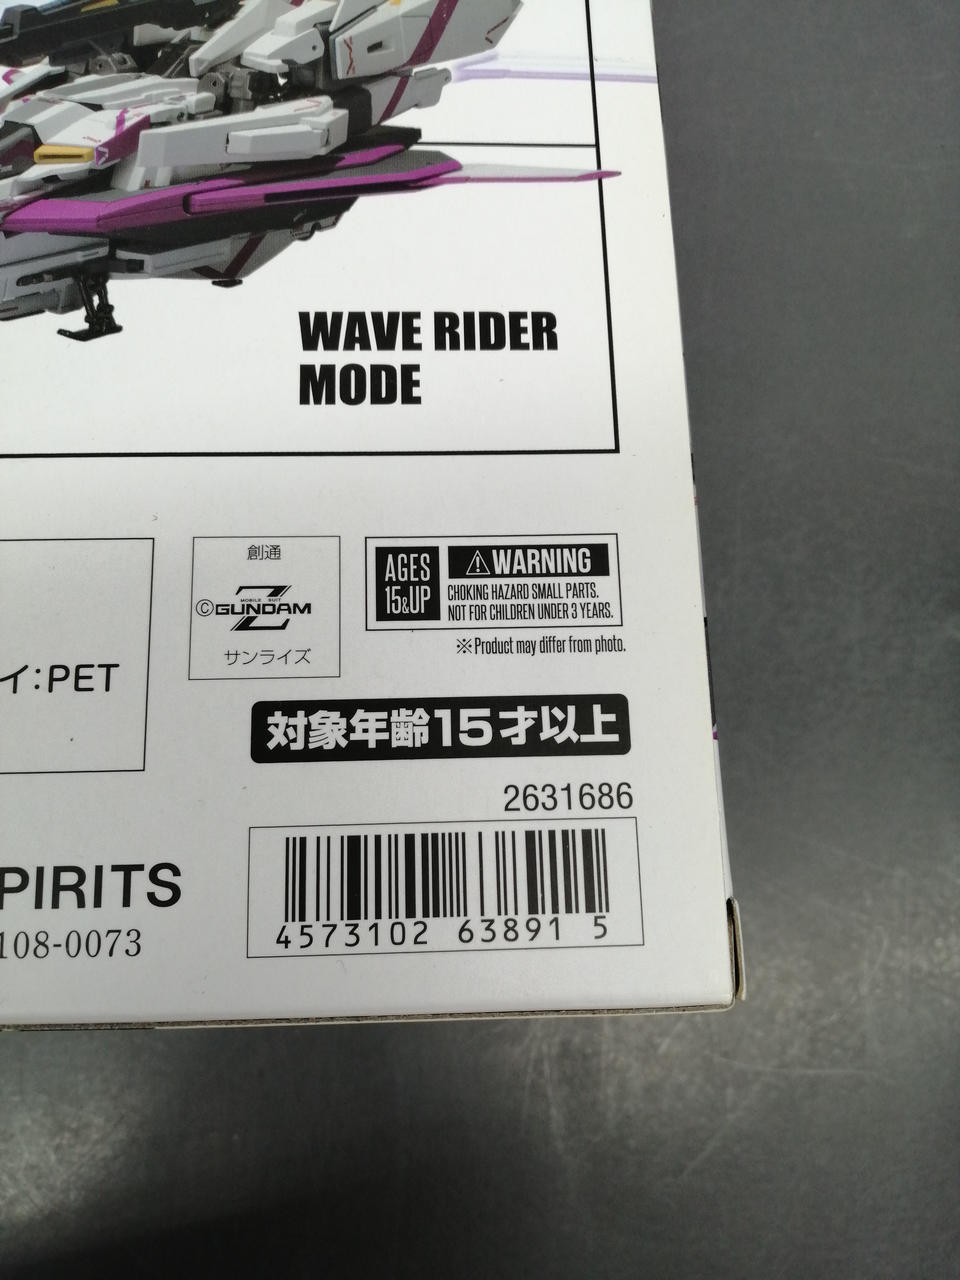 WAVE RIDER
MODE
創通
©
MOBILE SUIT
Z GUNDAM
サンライズ
AGES
15&UP
⚠WARNING
CHOKING HAZARD SMALL PARTS.
NOT FOR CHILDREN UNDER 3 YEARS.
※Product may differ from photo.
イ:PET
対象年齢15才以上
2631686
PIRITS
108-0073
4573102 63891 5